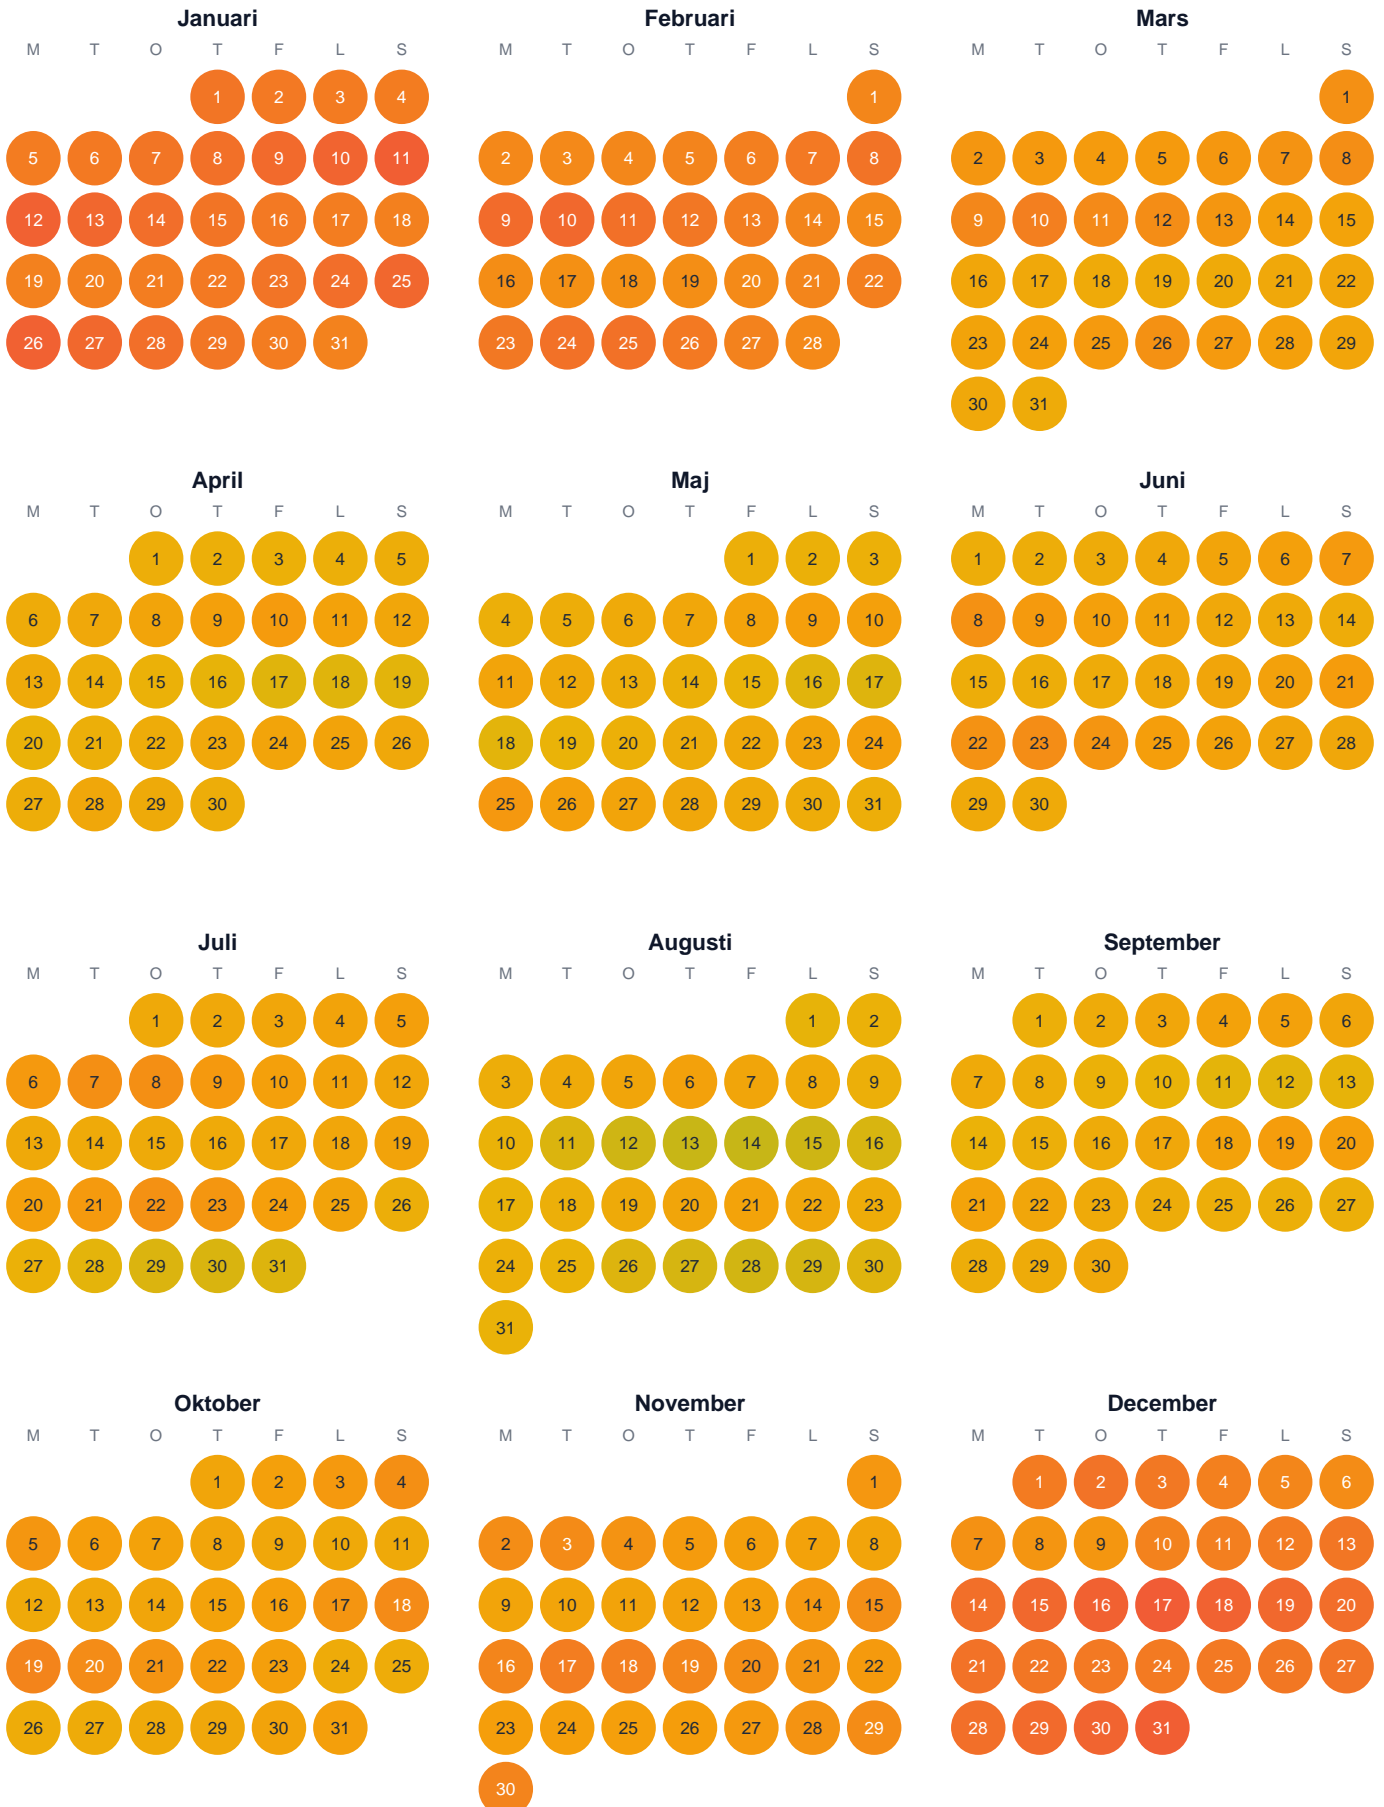 Januari Februari Mars
M T O T F L S M T O T F L S M T O T F L S
1 2 3 4 1 1
5 6 7 8 9 10 11 2 3 4 5 6 7 8 2 3 4 5 6 7 8
12 13 14 15 16 17 18 9 10 11 12 13 14 15 9 10 11 12 13 14 15
19 20 21 22 23 24 25 16 17 18 19 20 21 22 16 17 18 19 20 21 22
26 27 28 29 30 31 23 24 25 26 27 28 23 24 25 26 27 28 29
30 31
April Maj Juni
M T O T F L S M T O T F L S M T O T F L S
1 2 3 4 5 1 2 3 1 2 3 4 5 6 7
6 7 8 9 10 11 12 4 5 6 7 8 9 10 8 9 10 11 12 13 14
13 14 15 16 17 18 19 11 12 13 14 15 16 17 15 16 17 18 19 20 21
20 21 22 23 24 25 26 18 19 20 21 22 23 24 22 23 24 25 26 27 28
27 28 29 30 25 26 27 28 29 30 31 29 30
Juli Augusti September
M T O T F L S M T O T F L S M T O T F L S
1 2 3 4 5 1 2 1 2 3 4 5 6
6 7 8 9 10 11 12 3 4 5 6 7 8 9 7 8 9 10 11 12 13
13 14 15 16 17 18 19 10 11 12 13 14 15 16 14 15 16 17 18 19 20
20 21 22 23 24 25 26 17 18 19 20 21 22 23 21 22 23 24 25 26 27
27 28 29 30 31 24 25 26 27 28 29 30 28 29 30
31
Oktober November December
M T O T F L S M T O T F L S M T O T F L S
1 2 3 4 1 1 2 3 4 5 6
5 6 7 8 9 10 11 2 3 4 5 6 7 8 7 8 9 10 11 12 13
12 13 14 15 16 17 18 9 10 11 12 13 14 15 14 15 16 17 18 19 20
19 20 21 22 23 24 25 16 17 18 19 20 21 22 21 22 23 24 25 26 27
26 27 28 29 30 31 23 24 25 26 27 28 29 28 29 30 31
30